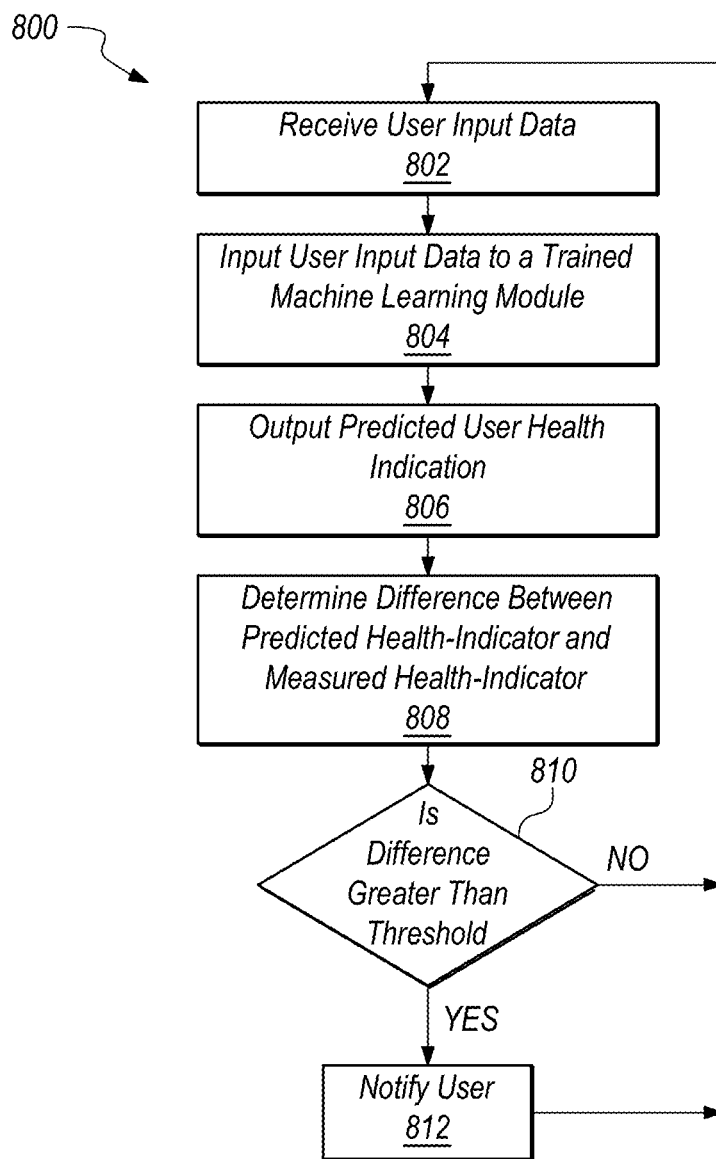 800
Receive User Input Data
802
Input User Input Data to a Trained
Machine Learning Module
804
Output Predicted User Health
Indication
806
Determine Difference Between
Predicted Health-Indicator and
Measured Health-Indicator
808
810
Is
Difference
Greater Than
Threshold
NO
YES
Notify User
812